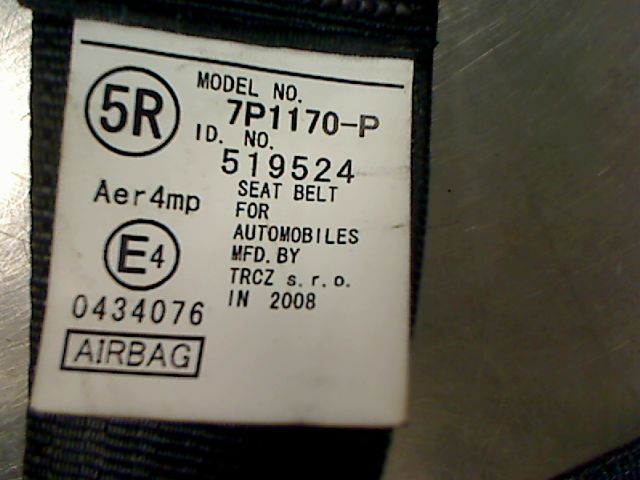 5R
MODEL NO.
7P1170-P
ID. NO.
519524
Aer4mp
SEAT BELT
FOR
AUTOMOBILES
MFD. BY
TRCZ s.r.o.
IN 2008
E4
0434076
AIRBAG